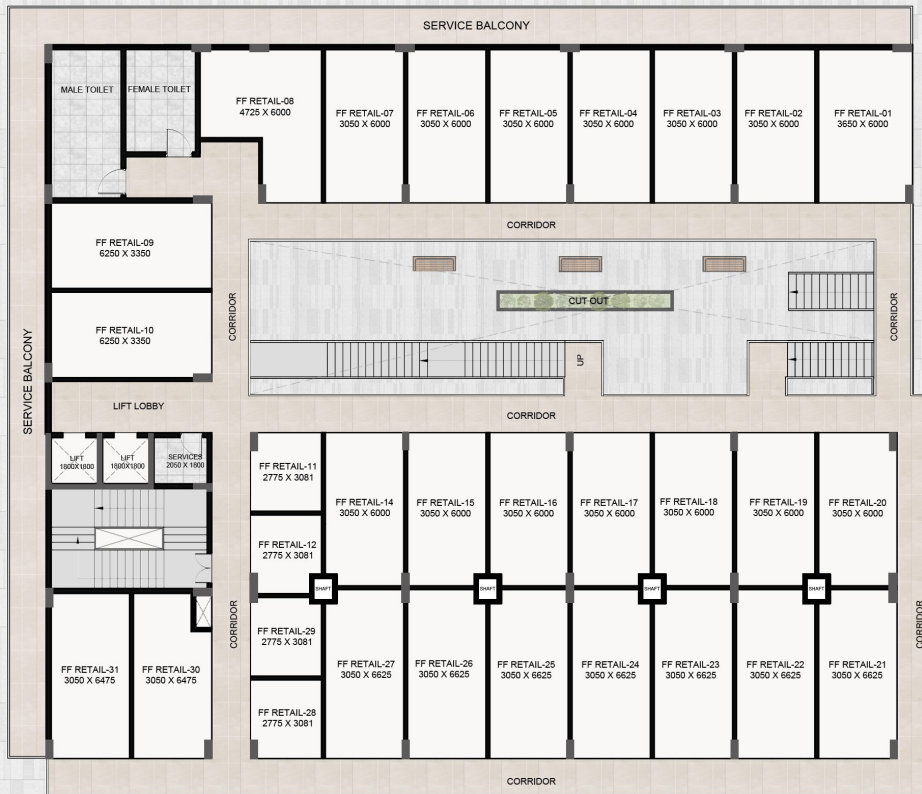 SERVICE BALCONY
MALE TOILET
FEMALE TOILET
FF RETAIL-08
4725 X 6000
FF RETAIL-07
3050 X 6000
FF RETAIL-06
3050 X 6000
FF RETAIL-05
3050 X 6000
FF RETAIL-04
3050 X 6000
FF RETAIL-03
3050 X 6000
FF RETAIL-02
3050 X 6000
FF RETAIL-01
3650 X 6000
CORRIDOR
FF RETAIL-09
6250 X 3350
CORRIDOR
CUT OUT
CORRIDOR
FF RETAIL-10
6250 X 3350
UP
SERVICE BALCONY
LIFT LOBBY
CORRIDOR
LIFT
1800X1800
LIFT
1800X1800
SERVICES
2050 X 1800
FF RETAIL-11
2775 X 3081
FF RETAIL-14
3050 X 6000
FF RETAIL-15
3050 X 6000
FF RETAIL-16
3050 X 6000
FF RETAIL-17
3050 X 6000
FF RETAIL-18
3050 X 6000
FF RETAIL-19
3050 X 6000
FF RETAIL-20
3050 X 6000
FF RETAIL-12
2775 X 3081
SHAFT
SHAFT
SHAFT
SHAFT
CORRIDOR
CORRIDOR
FF RETAIL-29
2775 X 3081
FF RETAIL-31
3050 X 6475
FF RETAIL-30
3050 X 6475
FF RETAIL-27
3050 X 6625
FF RETAIL-26
3050 X 6625
FF RETAIL-25
3050 X 6625
FF RETAIL-24
3050 X 6625
FF RETAIL-23
3050 X 6625
FF RETAIL-22
3050 X 6625
FF RETAIL-21
3050 X 6625
FF RETAIL-28
2775 X 3081
CORRIDOR